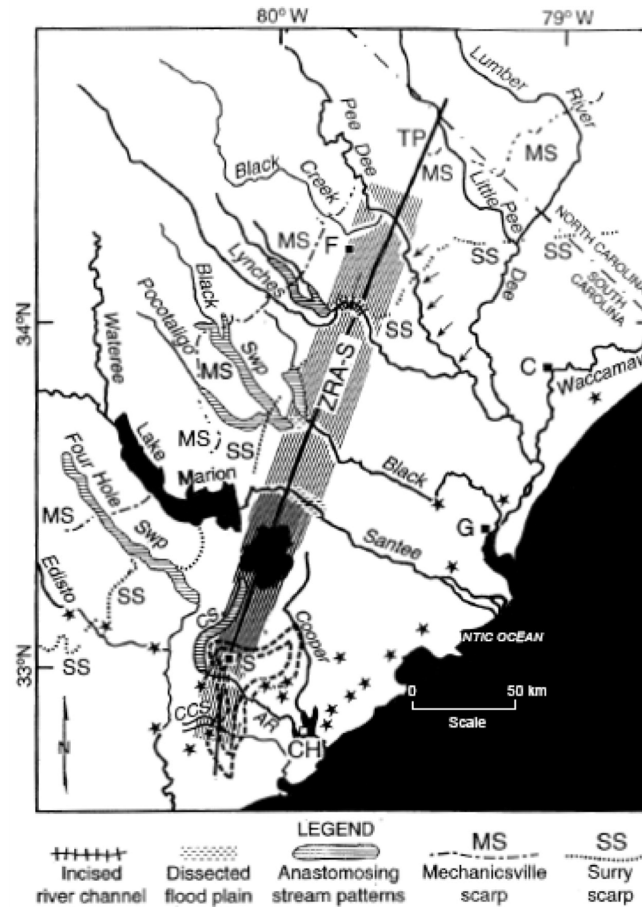 80° W
79° W
Lumber
River
Pee
Dee
TP
MS
MS
Black
Creek
Little Pee
Dee
MS
F
SS
SS
NORTH CAROLINA
SOUTH
CAROLINA
Lynches
34°N
Black
Swp
Pocotaligo
Wateree
MS
SS
ZRA-S
C
Waccamaw
MS
SS
Lake
Marion
Black
Four Hole
Swp
MS
Santee
G
Edisto
SS
CS
Cooper
NTIC OCEAN
33°N
SS
S
0 50 km
Scale
CCS
AR
N
CH
LEGEND
MS
SS
Incised
river channel
Dissected
flood plain
Anastomosing
stream patterns
Mechanicsville
scarp
Surry
scarp